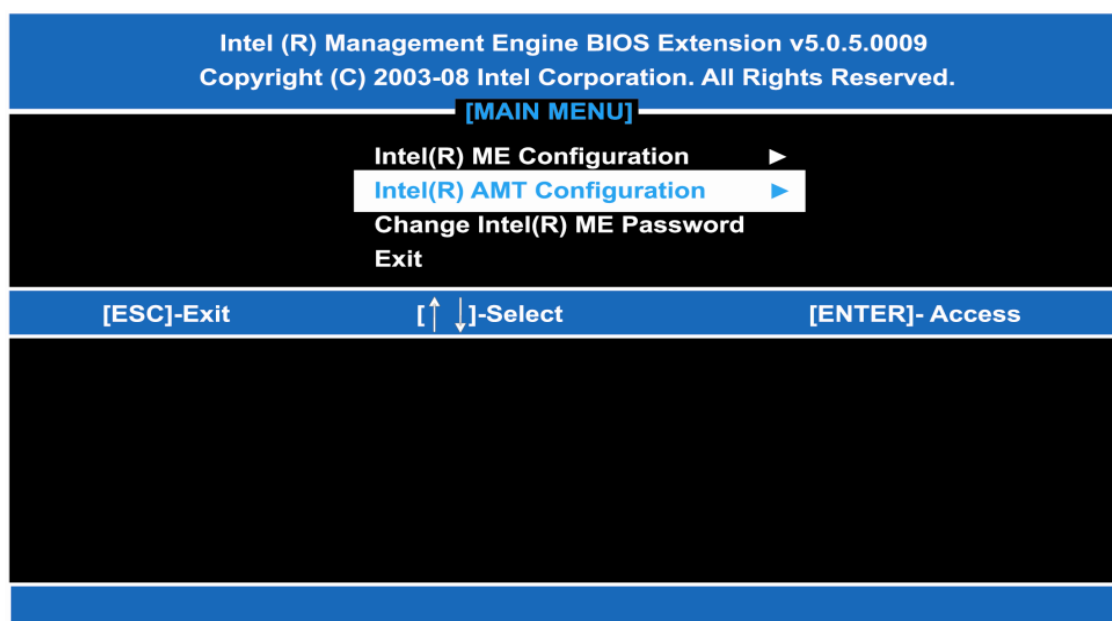 Intel (R) Management Engine BIOS Extension v5.0.5.0009
Copyright (C) 2003-08 Intel Corporation. All Rights Reserved.
[MAIN MENU]
Intel(R) ME Configuration ►
Intel(R) AMT Configuration ►
Change Intel(R) ME Password
Exit
[ESC]-Exit [↑ ↓]-Select [ENTER]- Access